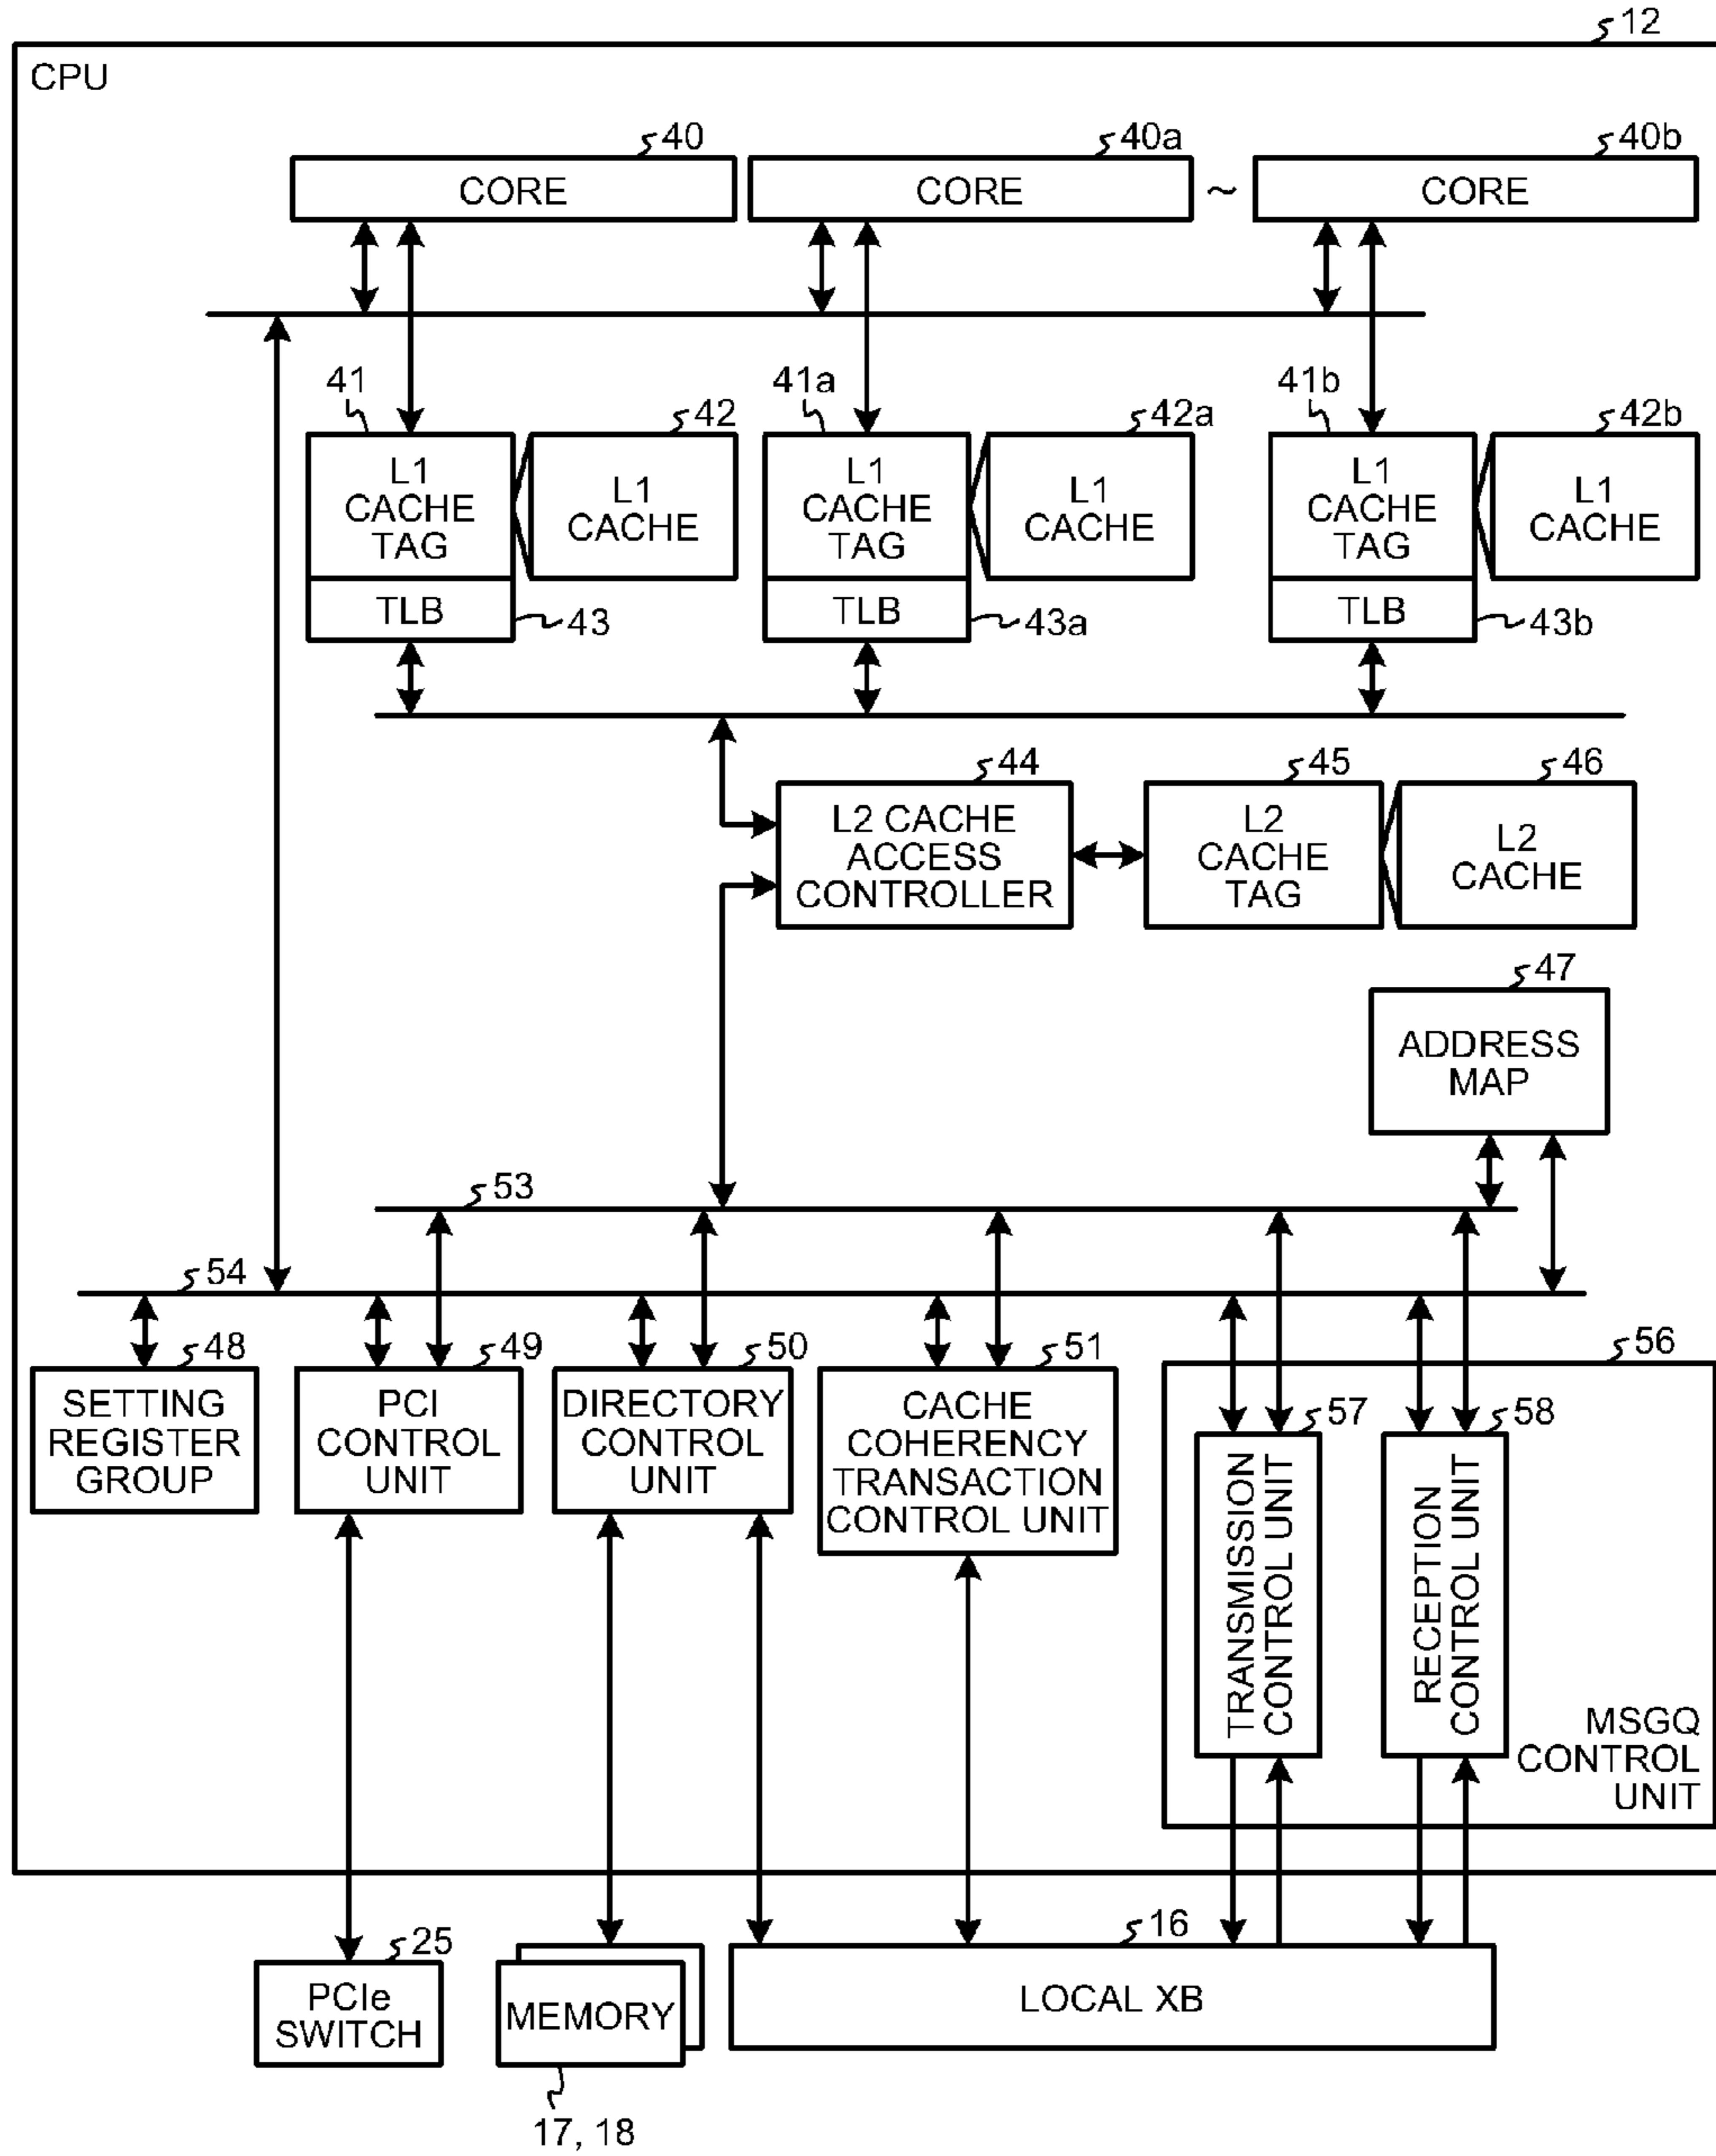 12
CPU
40
40a
40b
CORE
CORE
~
CORE
41
42
41a
42a
41b
42b
L1
CACHE
TAG
L1
CACHE
L1
CACHE
TAG
L1
CACHE
L1
CACHE
TAG
L1
CACHE
TLB
43
TLB
43a
TLB
43b
44
45
46
L2 CACHE
ACCESS
CONTROLLER
L2
CACHE
TAG
L2
CACHE
47
ADDRESS
MAP
53
54
48
49
50
51
56
SETTING
REGISTER
GROUP
PCI
CONTROL
UNIT
DIRECTORY
CONTROL
UNIT
CACHE
COHERENCY
TRANSACTION
CONTROL UNIT
57
58
TRANSMISSION
CONTROL UNIT
RECEPTION
CONTROL UNIT
MSGQ
CONTROL
UNIT
25
16
PCIe
SWITCH
MEMORY
LOCAL XB
17, 18